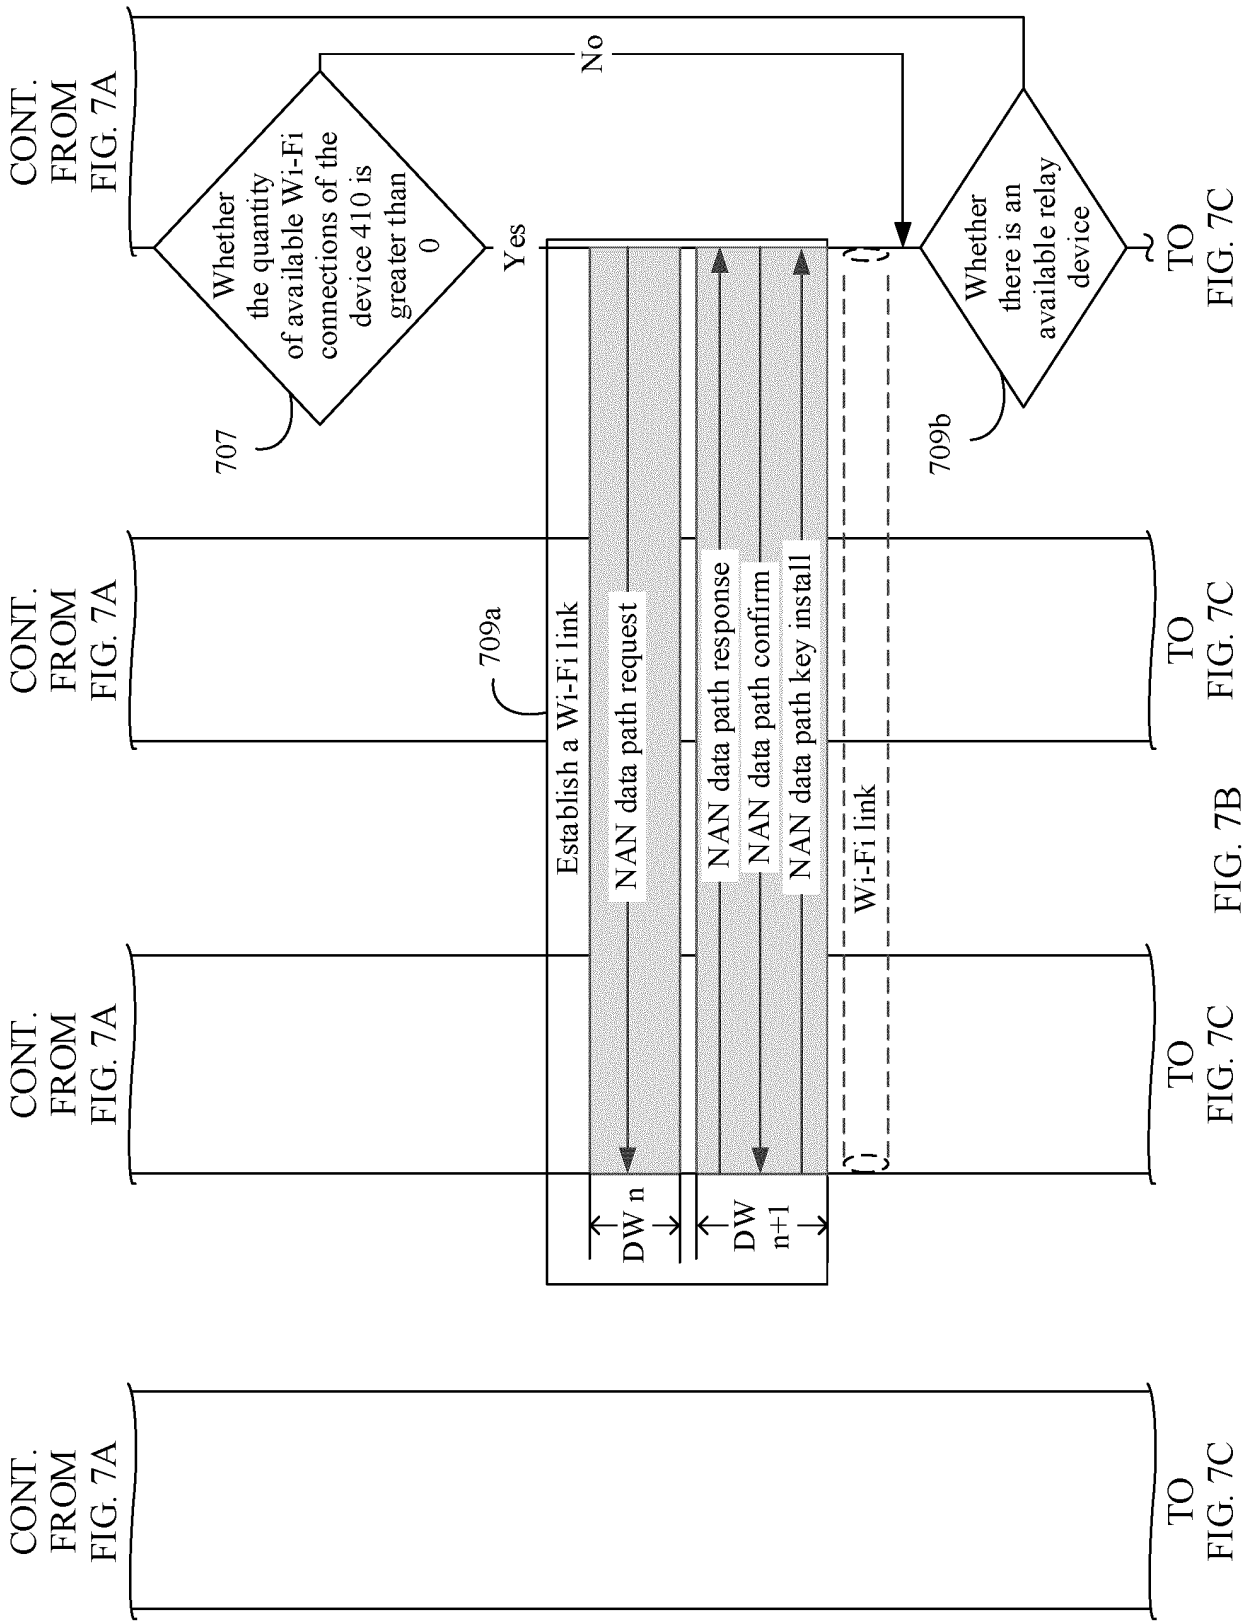 CONT.
FROM
FIG. 7A
CONT.
FROM
FIG. 7A
CONT.
FROM
FIG. 7A
CONT.
FROM
FIG. 7A
707
Whether
the quantity
of available Wi-Fi
connections of the
device 410 is
greater than
0
No
Yes
709a
Establish a Wi-Fi link
DW n
NAN data path request
DW
n+1
NAN data path response
NAN data path confirm
NAN data path key install
Wi-Fi link
709b
Whether
there is an
available relay
device
TO
FIG. 7C
TO
FIG. 7C
TO
FIG. 7C
TO
FIG. 7C
FIG. 7B